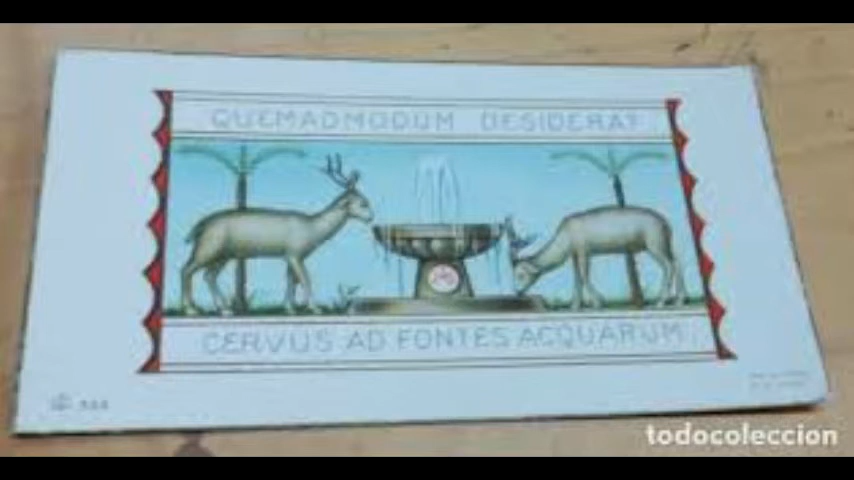 QUEMADMODUM DESIDERAT
CERVUS AD FONTES ACQUARUM
todocoleccion